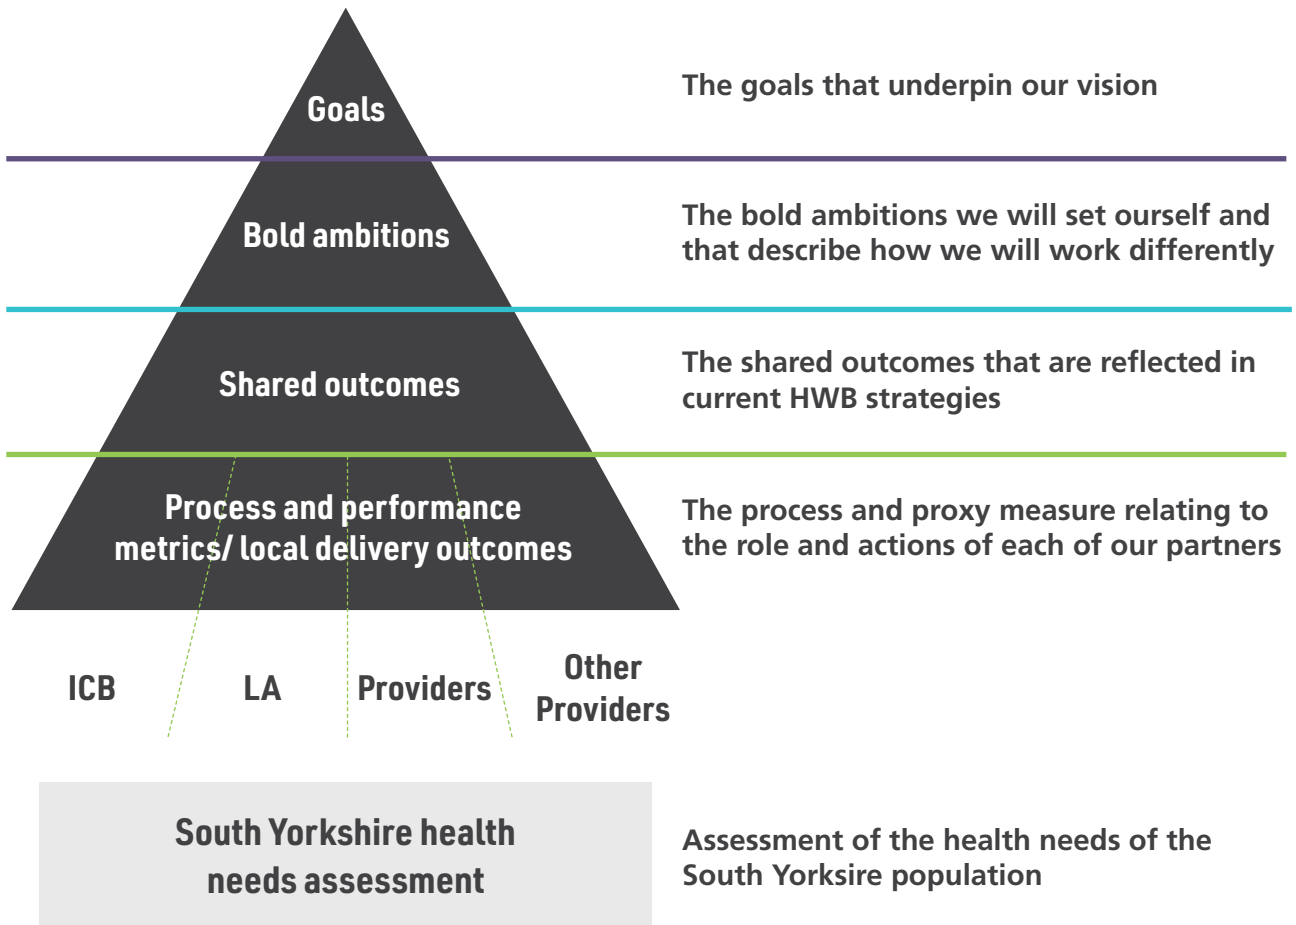 Goals
The goals that underpin our vision
Bold ambitions
The bold ambitions we will set ourself and
that describe how we will work differently
Shared outcomes
The shared outcomes that are reflected in
current HWB strategies
Process and performance
metrics/ local delivery outcomes
The process and proxy measure relating to
the role and actions of each of our partners
ICB
LA
Providers
Other
Providers
South Yorkshire health
needs assessment
Assessment of the health needs of the
South Yorksire population